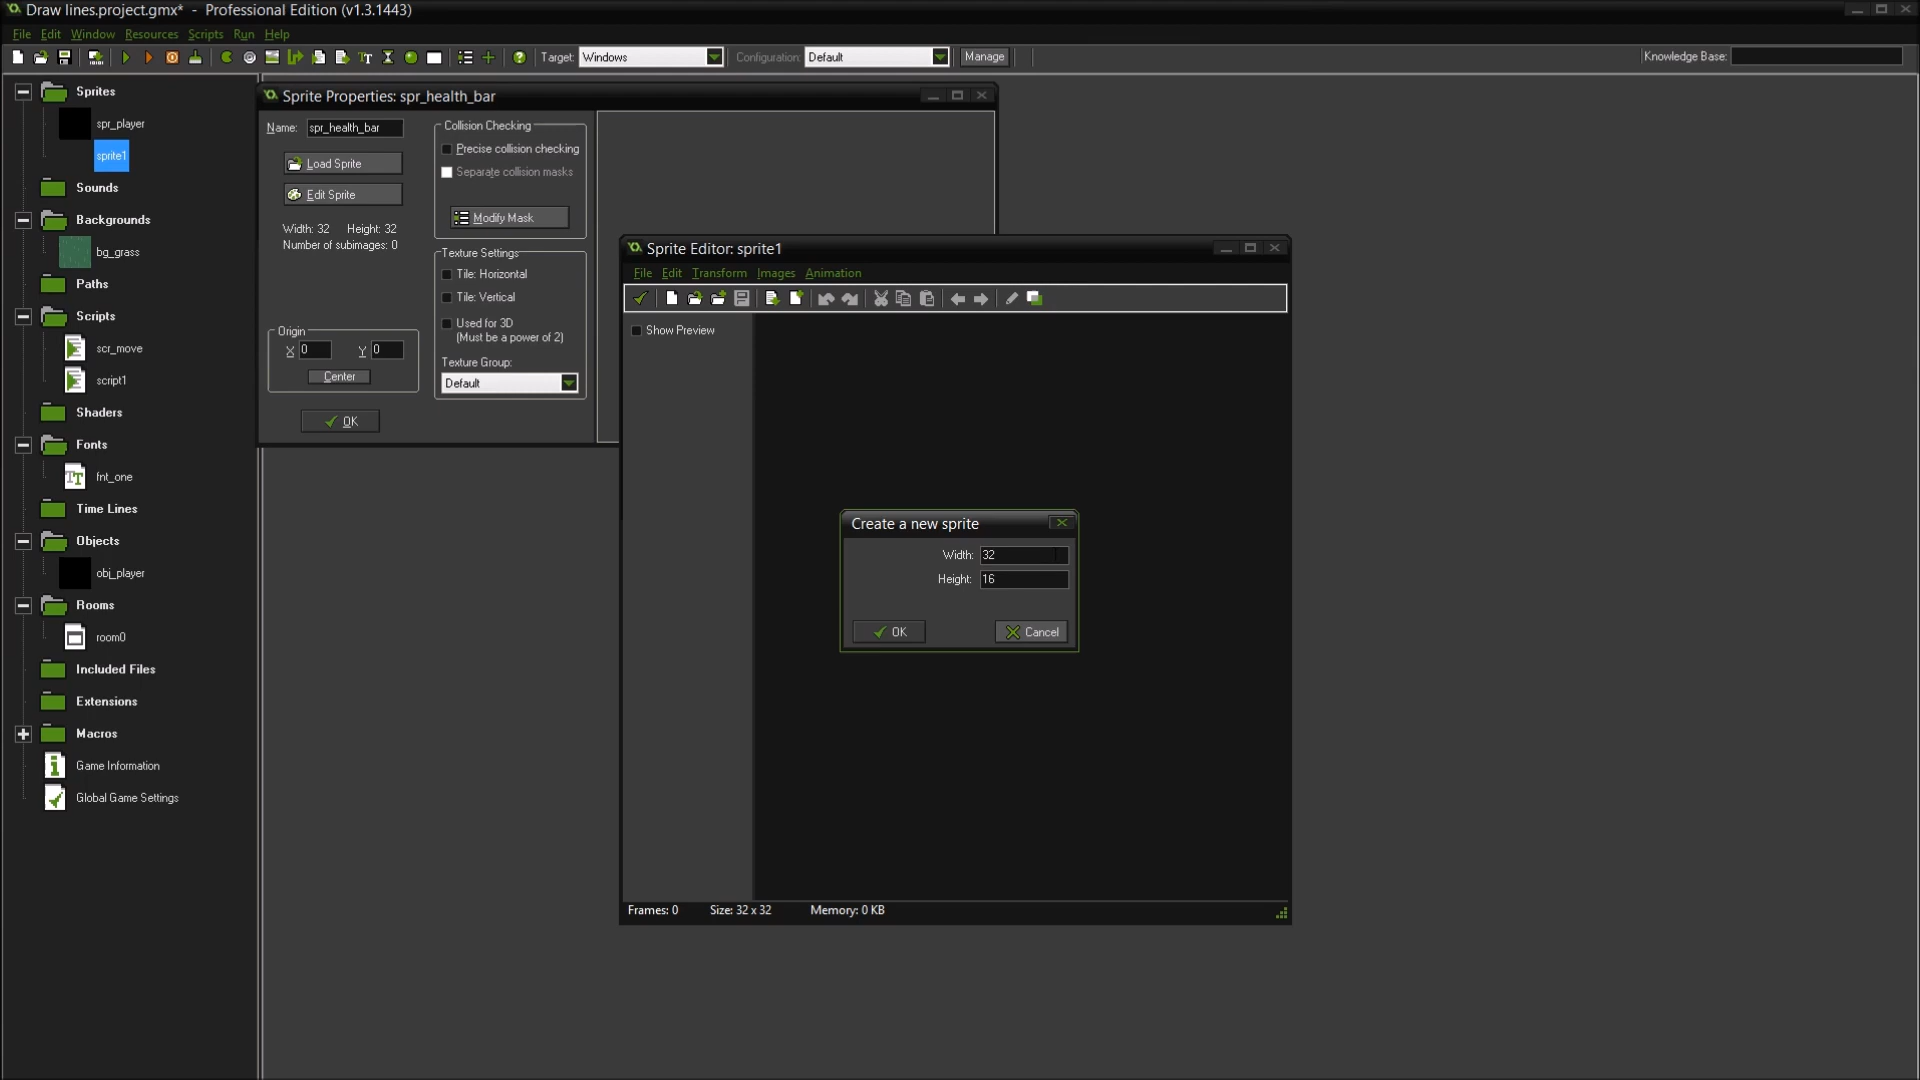 Draw lines.project.gmx* - Professional Edition (v1.3.1443)
File Edit Window Resources Scripts Run Help
Target: Windows Configuration: Default Manage Knowledge Base:
Sprites
spr_player
sprite1
Sounds
Backgrounds
bg_grass
Paths
Scripts
scr_move
script1
Shaders
Fonts
fnt_one
Time Lines
Objects
obj_player
Rooms
room0
Included Files
Extensions
Macros
Game Information
Global Game Settings
Sprite Properties: spr_health_bar
Name: spr_health_bar
Load Sprite
Edit Sprite
Width: 32 Height: 32
Number of subimages: 0
Origin
X 0 Y 0
Center
OK
Collision Checking
Precise collision checking
Separate collision masks
Modify Mask
Texture Settings
Tile: Horizontal
Tile: Vertical
Used for 3D
(Must be a power of 2)
Texture Group:
Default
Sprite Editor: sprite1
File Edit Transform Images Animation
Show Preview
Create a new sprite
Width: 32
Height: 16
OK Cancel
Frames: 0 Size: 32 x 32 Memory: 0 KB